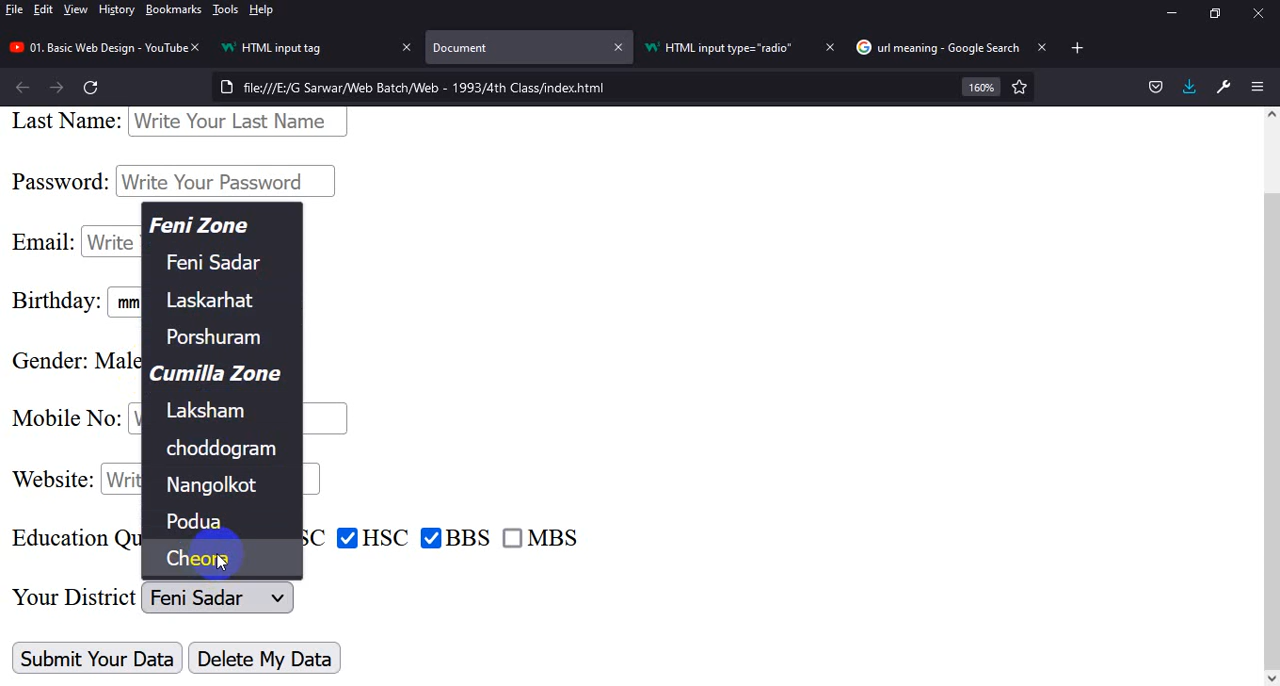 File Edit View History Bookmarks Tools Help
01. Basic Web Design - YouTube HTML input tag Document HTML input type="radio" url meaning - Google Search
file:///E:/G Sarwar/Web Batch/Web - 1993/4th Class/index.html 160%
Last Name: Write Your Last Name
Password: Write Your Password
Feni Zone
Email: Write
Feni Sadar
Birthday: mm
Laskarhat
Porshuram
Gender: Male
Cumilla Zone
Mobile No:
Laksham
choddogram
Website: Writ
Nangolkot
Podua
Education Qu SC HSC BBS MBS
Cheora
Your District Feni Sadar
Submit Your Data Delete My Data